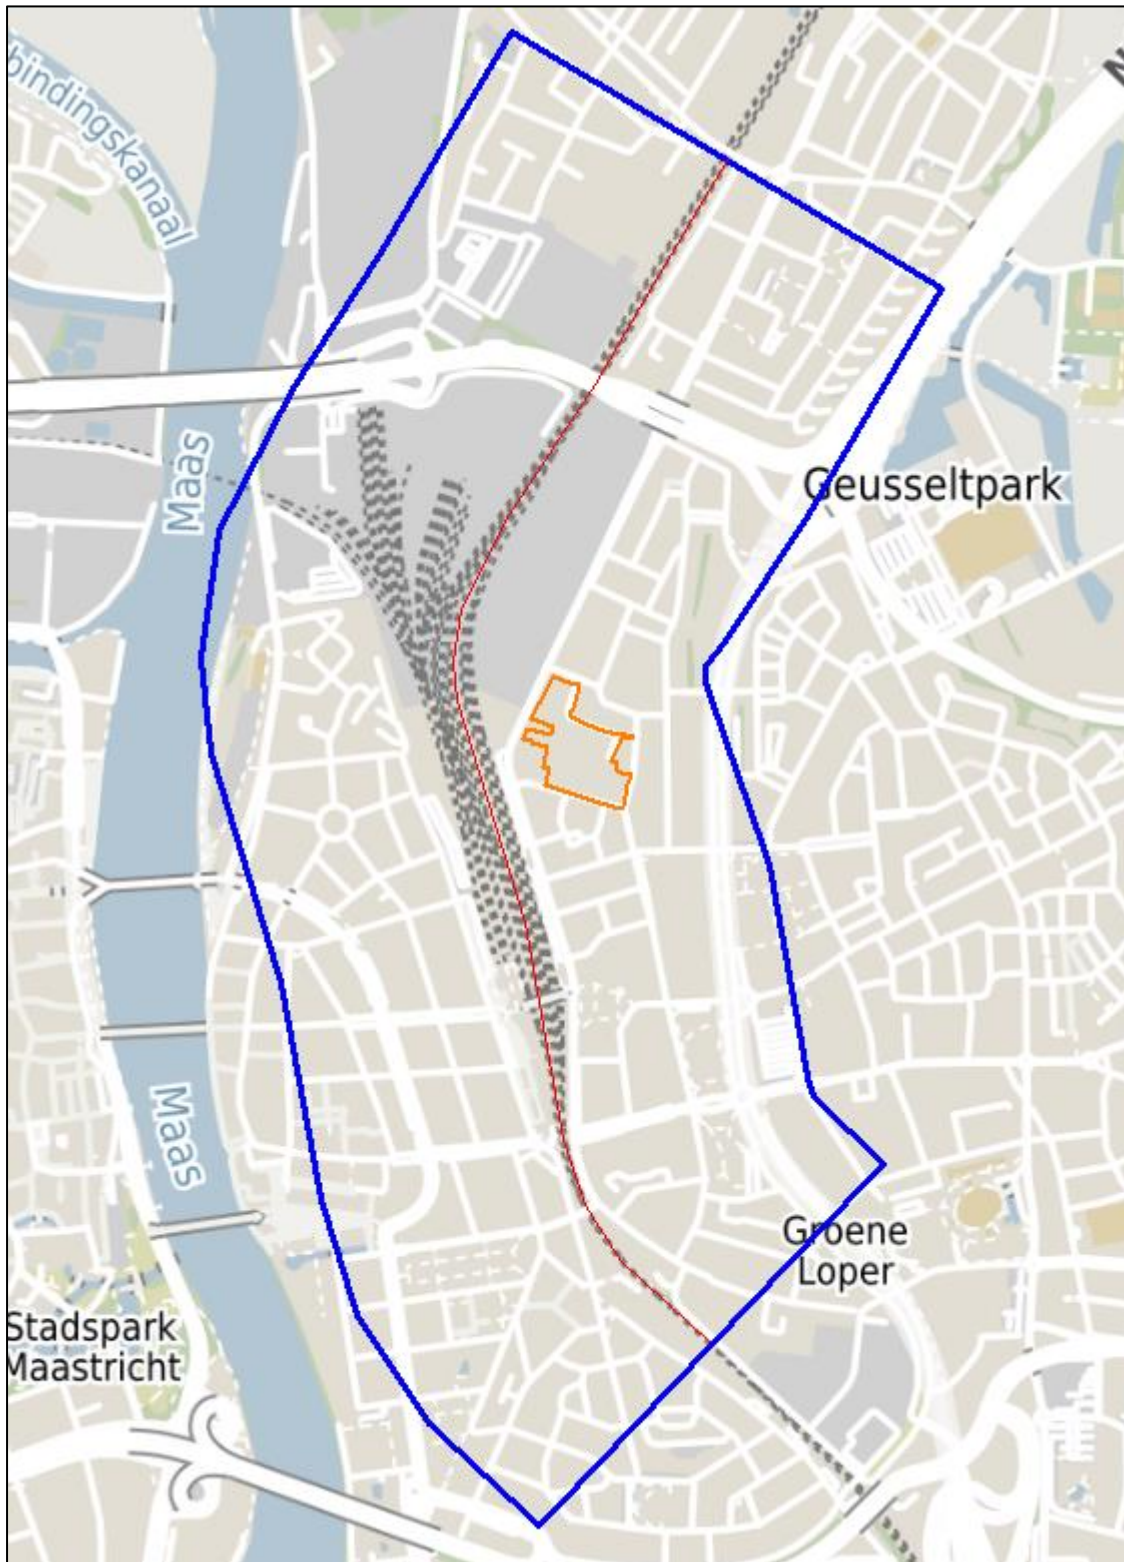 bindingskanaal
Maas
Geusseltpark
Maas
Groene
Loper
Stadspark
Maastricht